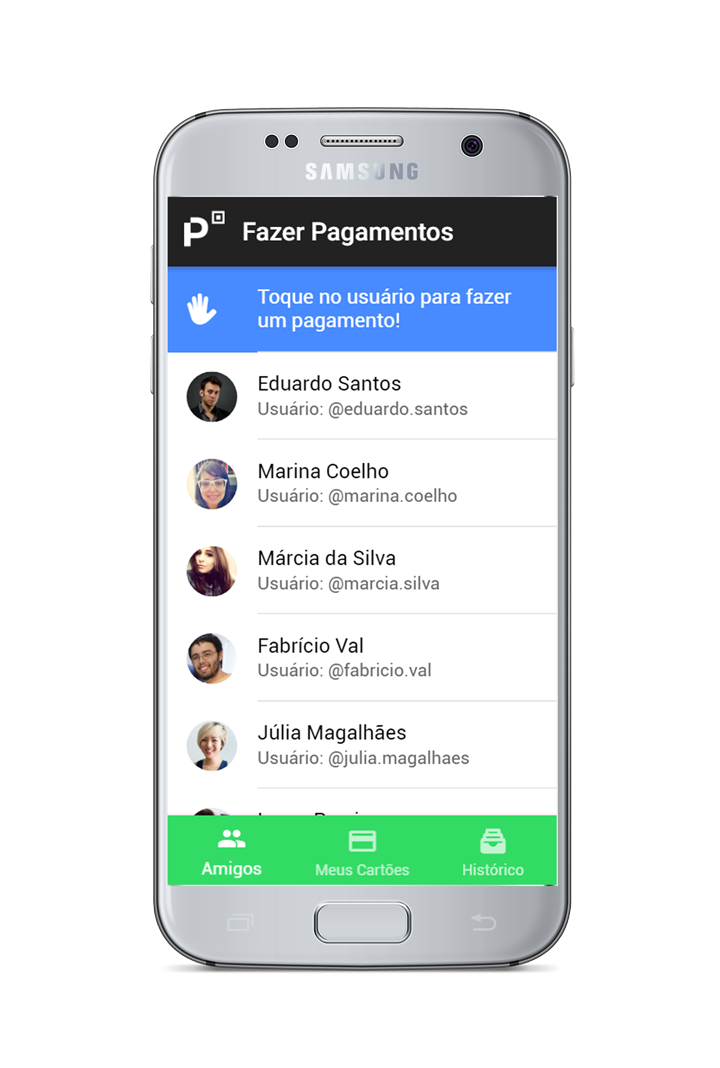 SAMSUNG
Fazer Pagamentos
Toque no usuário para fazer
um pagamento!
Eduardo Santos
Usuário: @eduardo.santos
Marina Coelho
Usuário: @marina.coelho
Márcia da Silva
Usuário: @marcia.silva
Fabrício Val
Usuário: @fabricio.val
Júlia Magalhães
Usuário: @julia.magalhaes
Amigos
Meus Cartões
Histórico